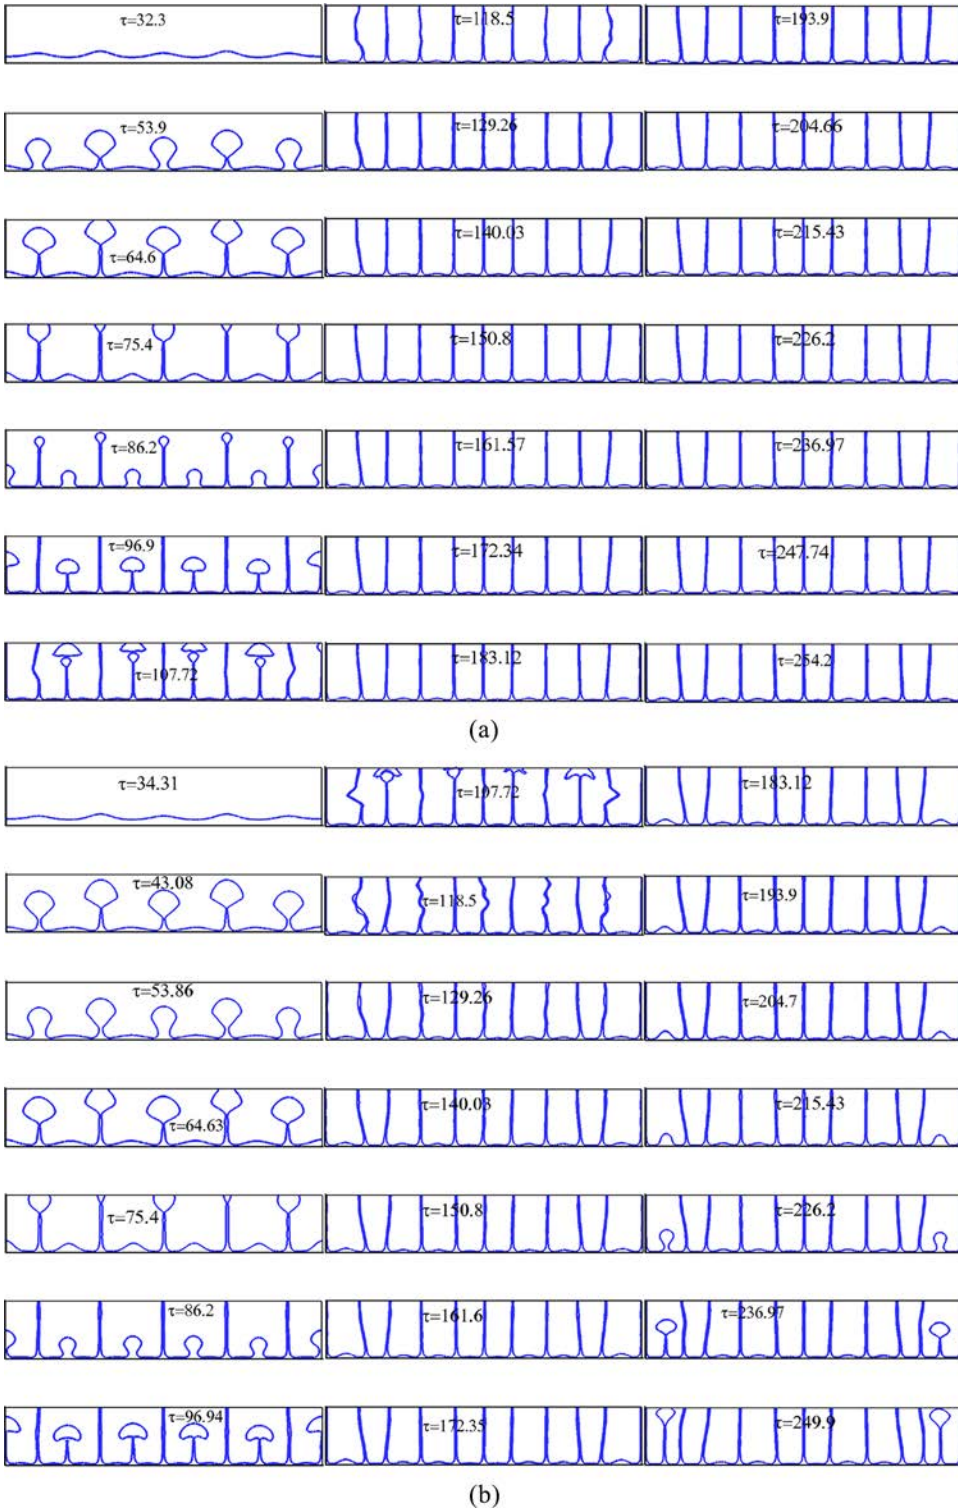 τ=32.3
τ=118.5
τ=193.9
τ=53.9
τ=129.26
τ=204.66
τ=64.6
τ=140.03
τ=215.43
τ=75.4
τ=150.8
τ=226.2
τ=86.2
τ=161.57
τ=236.97
τ=96.9
τ=172.34
τ=247.74
τ=107.72
τ=183.12
τ=254.2
(a)
τ=34.31
τ=107.72
τ=183.12
τ=43.08
τ=118.5
τ=193.9
τ=53.86
τ=129.26
τ=204.7
τ=64.63
τ=140.03
τ=215.43
τ=75.4
τ=150.8
τ=226.2
τ=86.2
τ=161.6
τ=236.97
τ=96.94
τ=172.35
τ=249.9
(b)